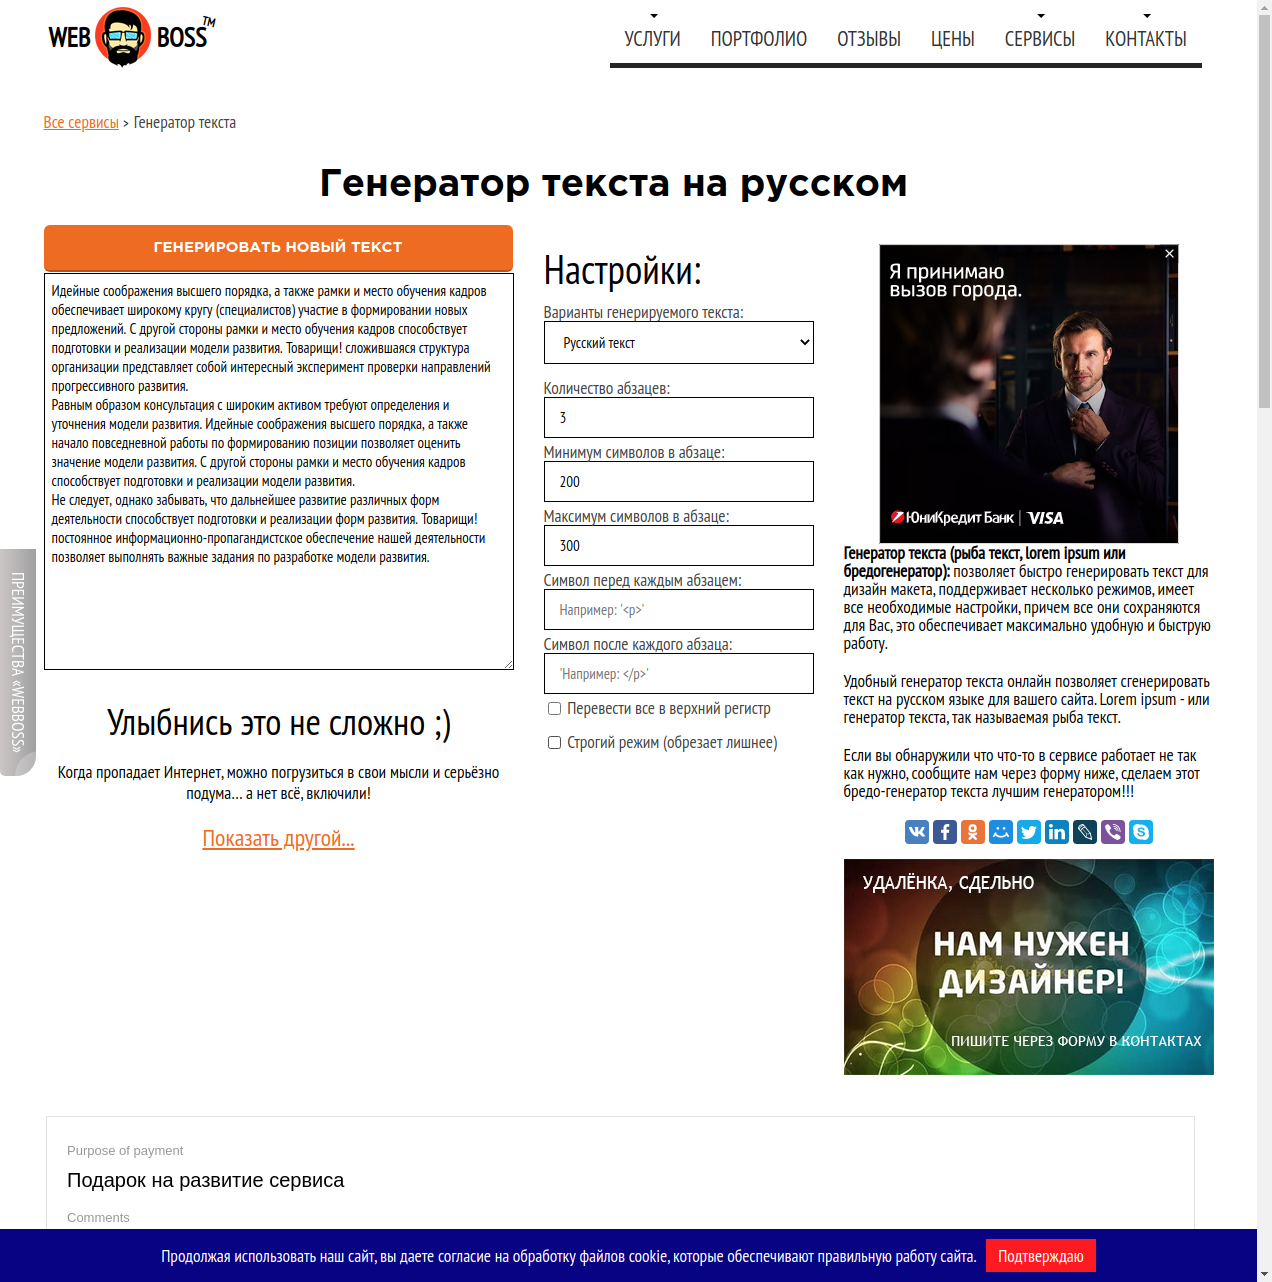 WEB BOSS™
УСЛУГИ ПОРТФОЛИО ОТЗЫВЫ ЦЕНЫ СЕРВИСЫ КОНТАКТЫ
Все сервисы > Генератор текста
Генератор текста на русском
ГЕНЕРИРОВАТЬ НОВЫЙ ТЕКСТ
Идейные соображения высшего порядка, а также рамки и место обучения кадров
обеспечивает широкому кругу (специалистов) участие в формировании новых
предложений. С другой стороны рамки и место обучения кадров способствует
подготовки и реализации модели развития. Товарищи! сложившаяся структура
организации представляет собой интересный эксперимент проверки направлений
прогрессивного развития.
Равным образом консультация с широким активом требуют определения и
уточнения модели развития. Идейные соображения высшего порядка, а также
начало повседневной работы по формированию позиции позволяет оценить
значение модели развития. С другой стороны рамки и место обучения кадров
способствует подготовки и реализации модели развития.
Не следует, однако забывать, что дальнейшее развитие различных форм
деятельности способствует подготовки и реализации форм развития. Товарищи!
постоянное информационно-пропагандистское обеспечение нашей деятельности
позволяет выполнять важные задания по разработке модели развития.
ПРЕИМУЩЕСТВА «WEBBOSS»
Улыбнись это не сложно ;)
Когда пропадает Интернет, можно погрузиться в свои мысли и серьёзно
подума… а нет всё, включили!
Показать другой...
Настройки:
Варианты генерируемого текста:
Русский текст
Количество абзацев:
3
Минимум символов в абзаце:
200
Максимум символов в абзаце:
300
Символ перед каждым абзацем:
Например: '<p>'
Символ после каждого абзаца:
'Например: </p>'
Перевести все в верхний регистр
Строгий режим (обрезает лишнее)
Я принимаю
вызов города.
ЮниКредит Банк | VISA
Генератор текста (рыба текст, lorem ipsum или
бредогенератор): позволяет быстро генерировать текст для
дизайн макета, поддерживает несколько режимов, имеет
все необходимые настройки, причем все они сохраняются
для Вас, это обеспечивает максимально удобную и быструю
работу.
Удобный генератор текста онлайн позволяет сгенерировать
текст на русском языке для вашего сайта. Lorem ipsum - или
генератор текста, так называемая рыба текст.
Если вы обнаружили что что-то в сервисе работает не так
как нужно, сообщите нам через форму ниже, сделаем этот
бредо-генератор текста лучшим генератором!!!
УДАЛЁНКА, СДЕЛЬНО
НАМ НУЖЕН
ДИЗАЙНЕР!
ПИШИТЕ ЧЕРЕЗ ФОРМУ В КОНТАКТАХ
Purpose of payment
Подарок на развитие сервиса
Comments
Продолжая использовать наш сайт, вы даете согласие на обработку файлов cookie, которые обеспечивают правильную работу сайта. Подтверждаю